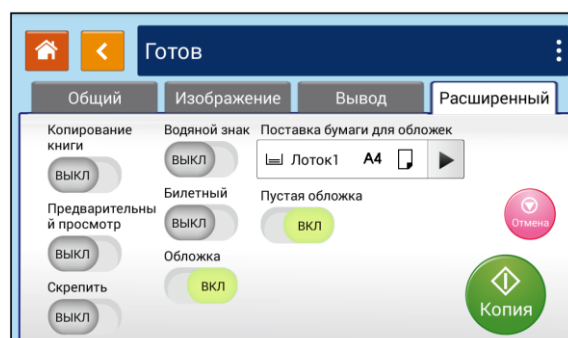 Готов
Общий
Изображение
Вывод
Расширенный
Копирование
книги
ВЫКЛ
Предварительны
й просмотр
ВЫКЛ
Скрепить
ВЫКЛ
Водяной знак
ВЫКЛ
Билетный
ВЫКЛ
Обложка
ВКЛ
Поставка бумаги для обложек
Лоток1 A4
Пустая обложка
ВКЛ
Отмена
Копия